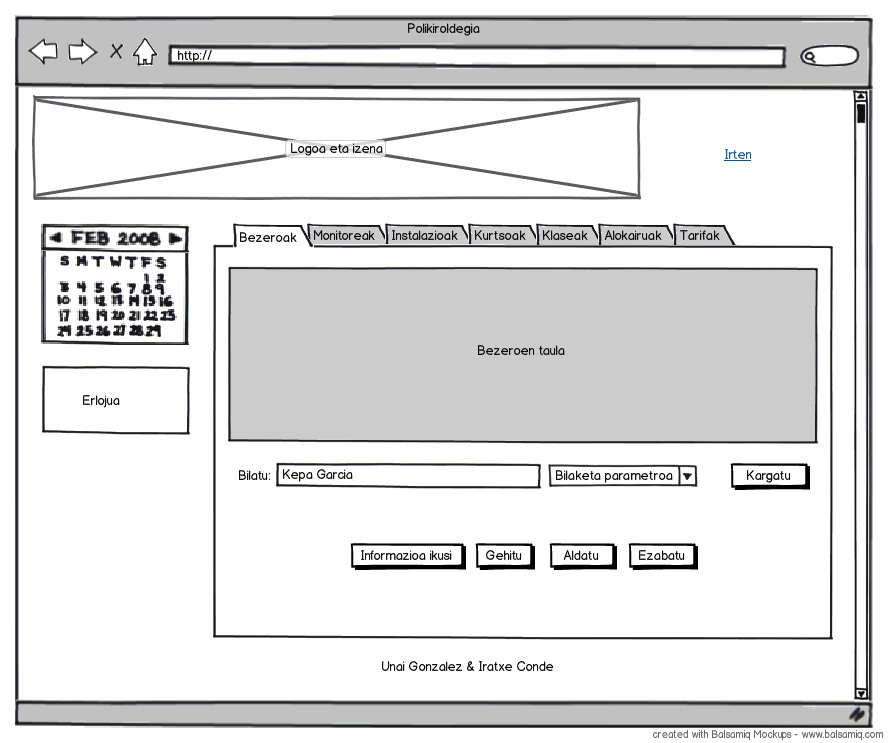 Polikiroldegia
http://
Logoa eta izena
Irten
FEB 2008
S M T W T F S
1 2
3 4 5 6 7 8 9
10 11 12 13 14 15 16
17 18 19 20 21 22 23
24 25 26 27 28 29
Erlojua
Bezeroak Monitoreak Instalazioak Kurtsoak Klaseak Alokairuak Tarifak
Bezeroen taula
Bilatu: Kepa Garcia Bilaketa parametroa Kargatu
Informazioa ikusi Gehitu Aldatu Ezabatu
Unai Gonzalez & Iratxe Conde
created with Balsamiq Mockups - www.balsamiq.com